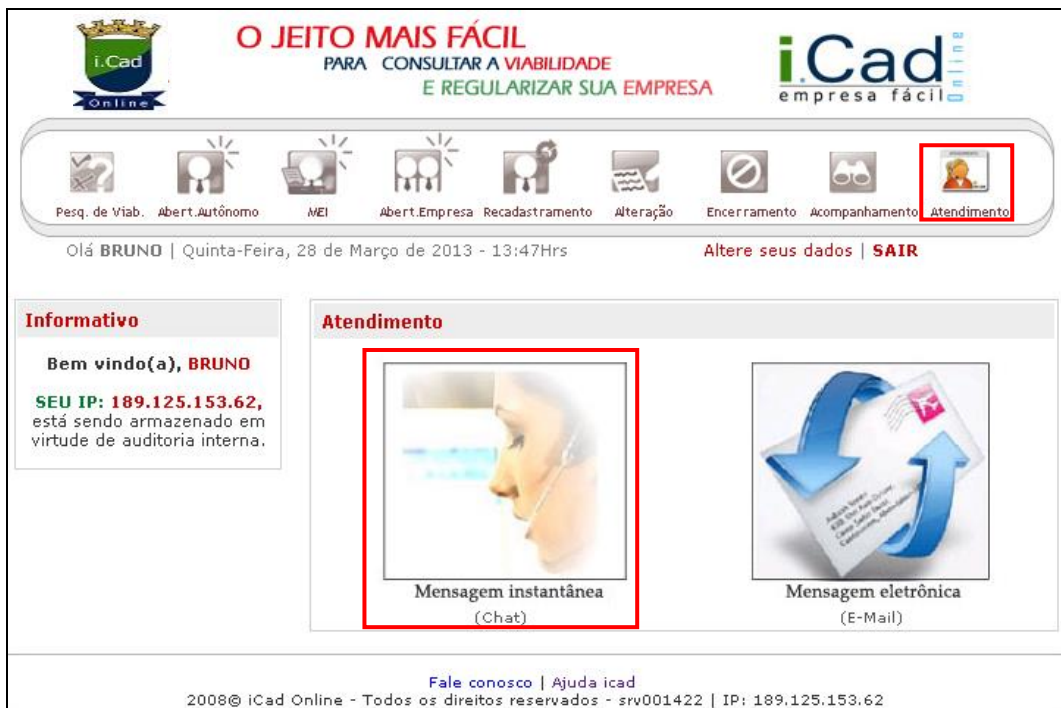 i.Cad
Online
O JEITO MAIS FÁCIL
PARA CONSULTAR A VIABILIDADE
E REGULARIZAR SUA EMPRESA
i.Cad
empresa fácil
online
Pesq. de Viab. Abert.Autônomo MEI Abert.Empresa Recadastramento Alteração Encerramento Acompanhamento Atendimento
Olá BRUNO | Quinta-Feira, 28 de Março de 2013 - 13:47Hrs Altere seus dados | SAIR
Informativo
Bem vindo(a), BRUNO
SEU IP: 189.125.153.62,
está sendo armazenado em
virtude de auditoria interna.
Atendimento
Mensagem instantânea
(Chat)
Mensagem eletrônica
(E-Mail)
Fale conosco | Ajuda icad
2008@ iCad Online - Todos os direitos reservados - srv001422 | IP: 189.125.153.62